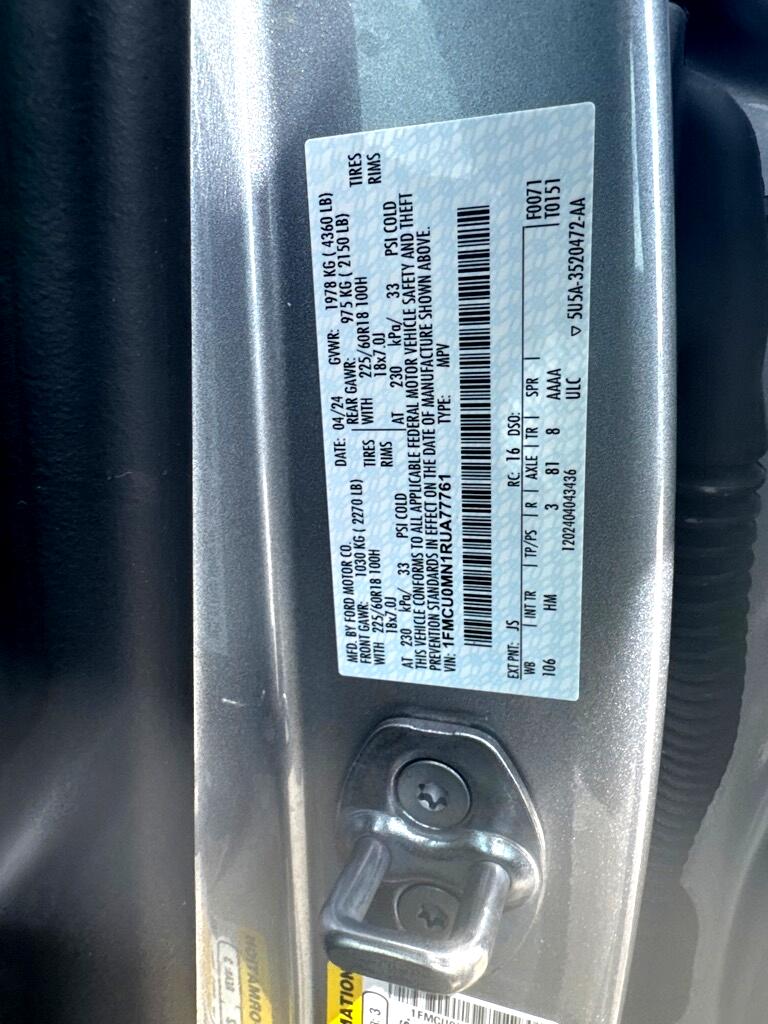 MFD. BY FORD MOTOR CO. DATE: 04/24 GVWR: 1978 KG ( 4360 LB)
FRONT GAWR: 1030 KG ( 2270 LB) REAR GAWR: 975 KG ( 2150 LB)
WITH 225/60R18 100H TIRES WITH 225/60R18 100H TIRES
18x7.0J RIMS 18x7.0J RIMS
AT 230 kPa/ 33 PSI COLD AT 230 kPa/ 33 PSI COLD
THIS VEHICLE CONFORMS TO ALL APPLICABLE FEDERAL MOTOR VEHICLE SAFETY AND THEFT
PREVENTION STANDARDS IN EFFECT ON THE DATE OF MANUFACTURE SHOWN ABOVE.
VIN: 1FMCU0MN1RUA77761 TYPE: MPV
EXT PNT: JS RC: 16 DSO: F0071
WB INT TR TP/PS R AXLE TR SPR T0151
106 HM 3 81 8 AAAA
120240404 3436 ULC ▽ 5U5A-3520472-AA
MATION
1FMCU